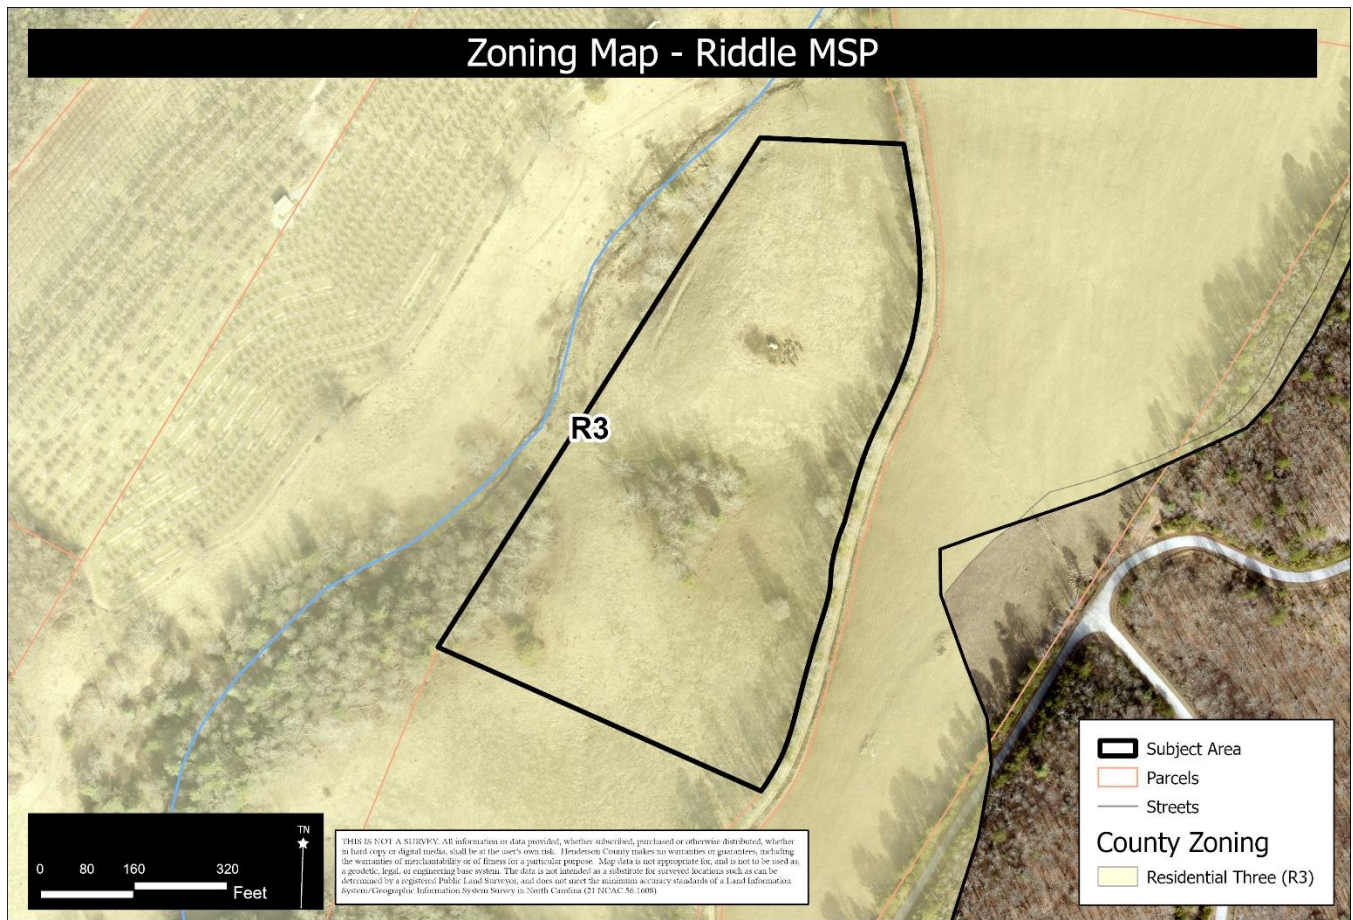 Zoning Map - Riddle MSP
R3
Subject Area
Parcels
Streets
County Zoning
Residential Three (R3)
TN
0 80 160 320
Feet
THIS IS NOT A SURVEY. All information or data provided, whether subscribed, purchased or otherwise distributed, whether
in hard copy or digital media, shall be at the user's own risk. Henderson County makes no warranties or guarantees, including
the warranties of merchantability or of fitness for a particular purpose. Map data is not appropriate for, and is not to be used as,
a geodetic, legal, or engineering base system. The data is not intended as a substitute for surveyed locations such as can be
determined by a registered Public Land Surveyor, and does not meet the minimum accuracy standards of a Land Information
System/Geographic Information System Survey in North Carolina (21 NCAC 56.1608)